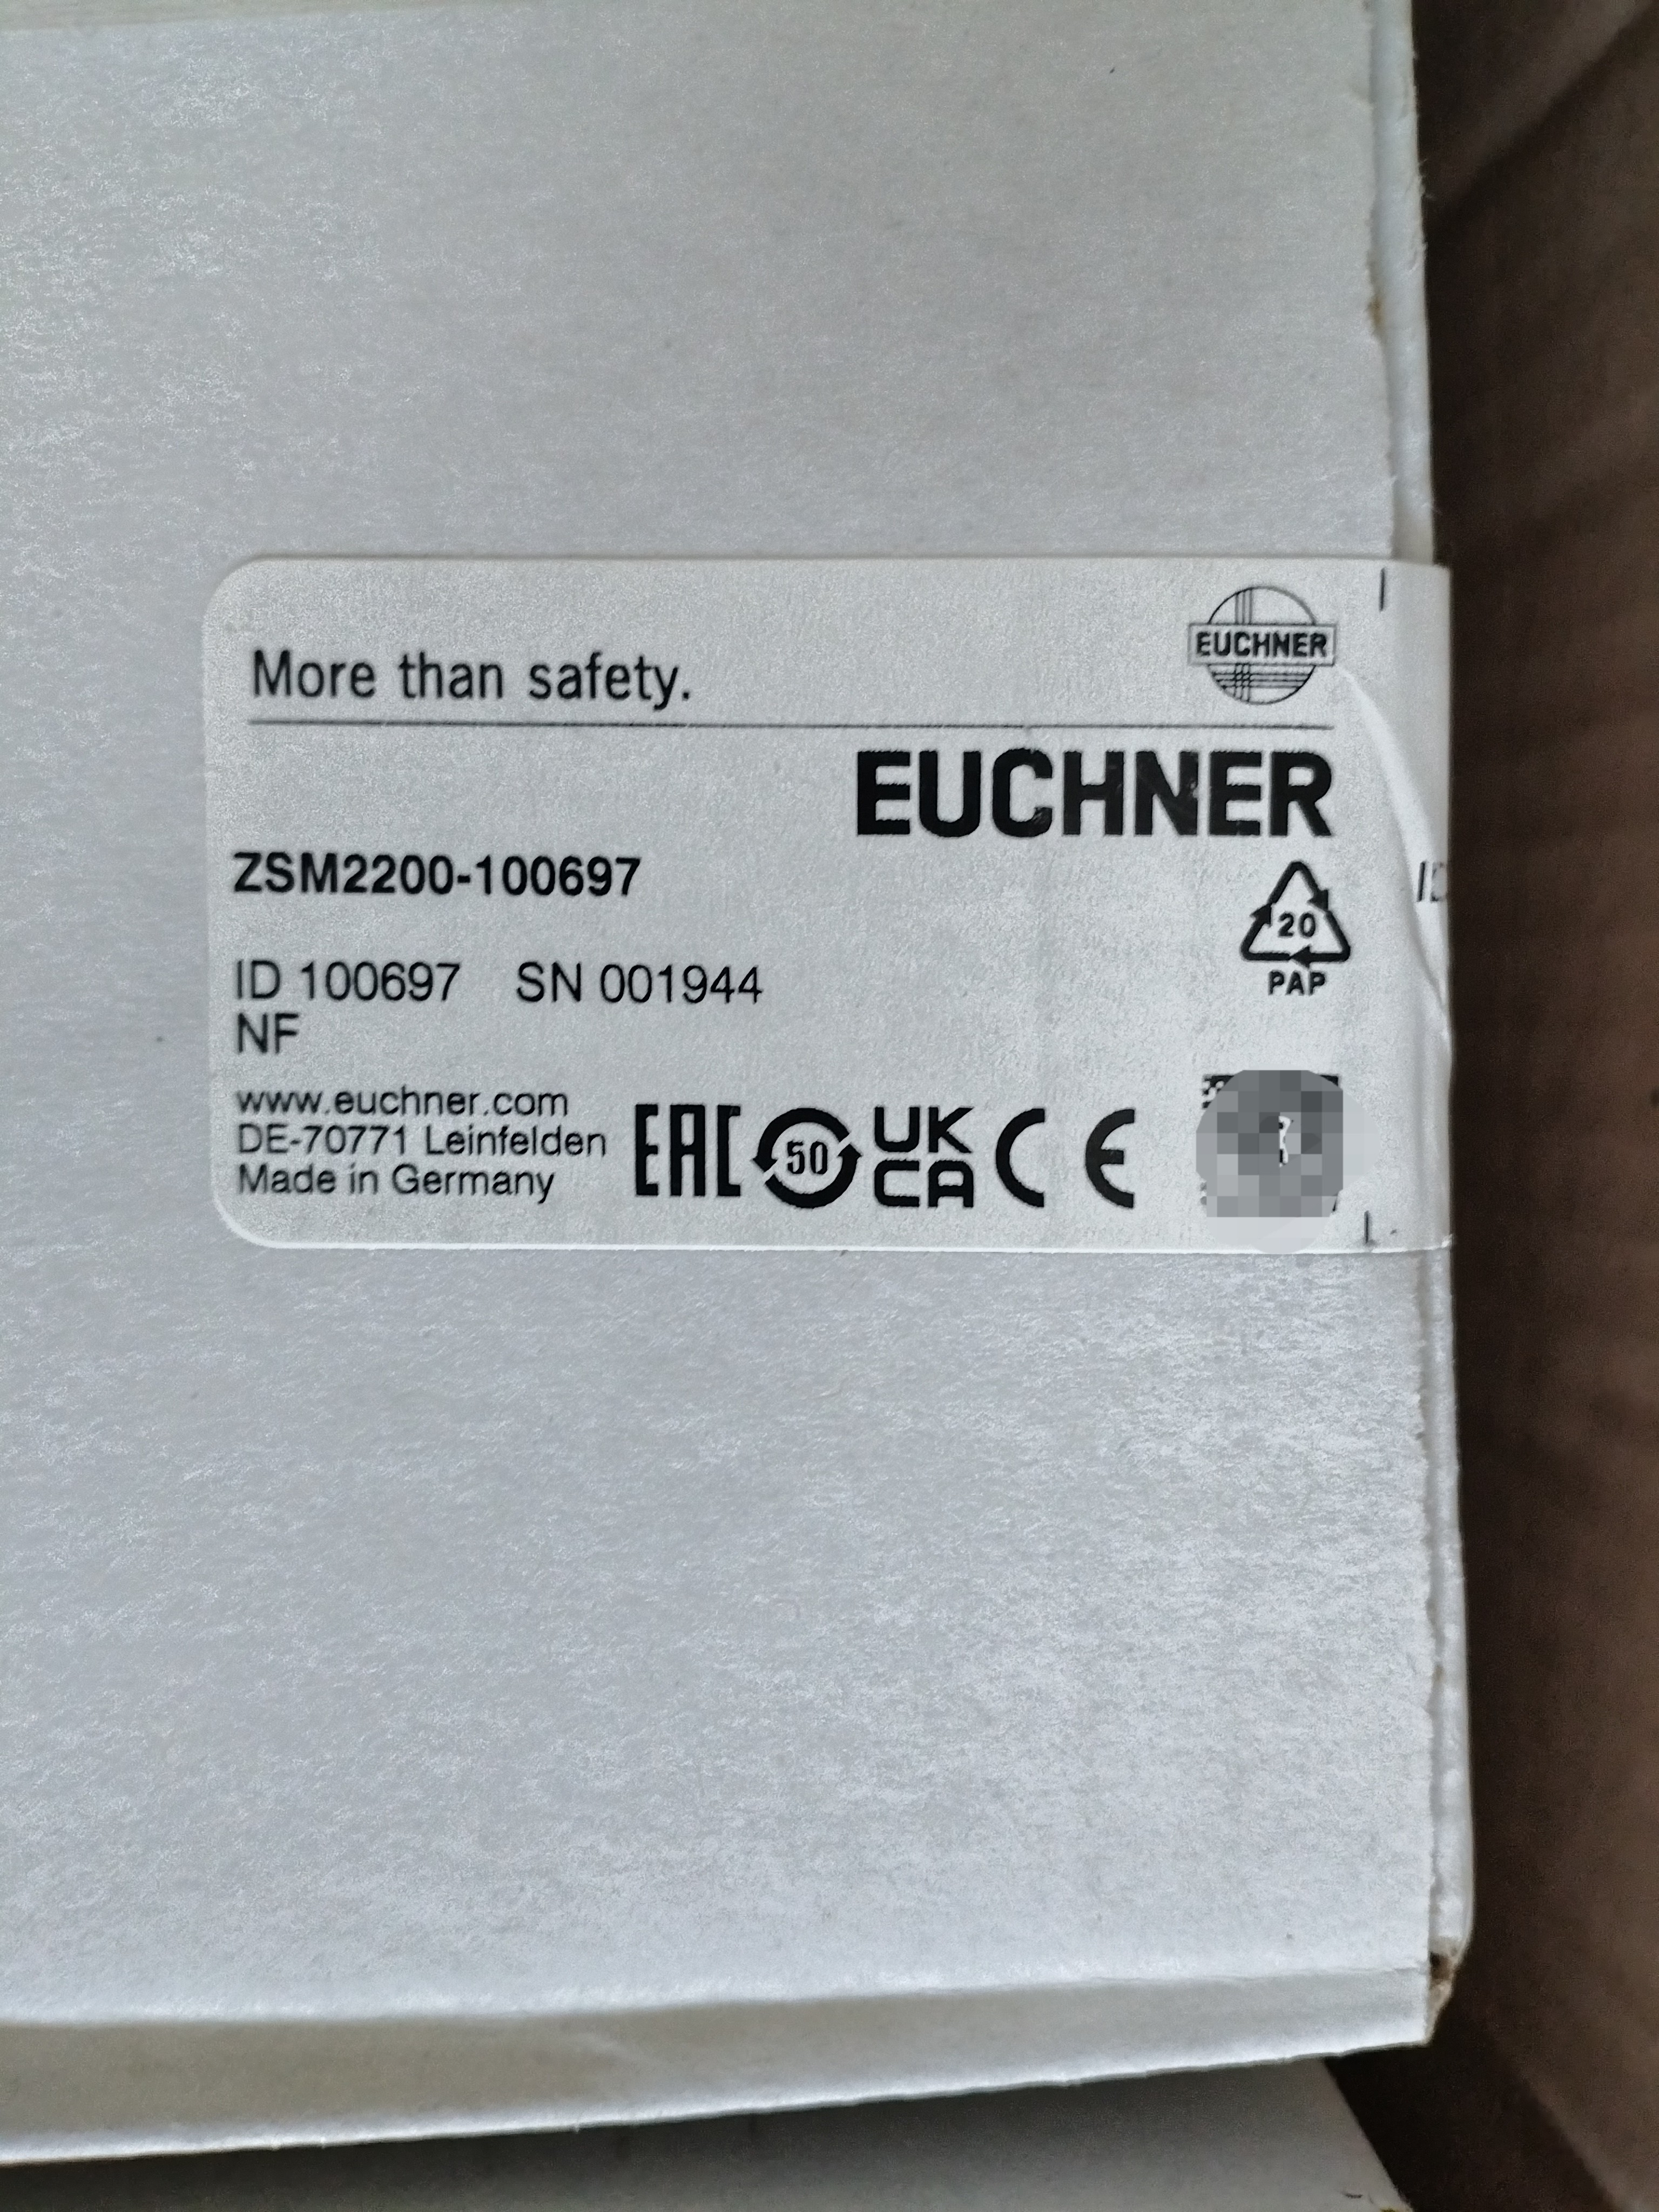 More than safety.
EUCHNER
EUCHNER
ZSM2200-100697
20
PAP
ID 100697 SN 001944
NF
www.euchner.com
DE-70771 Leinfelden
Made in Germany
EAC 50 UK CA CE